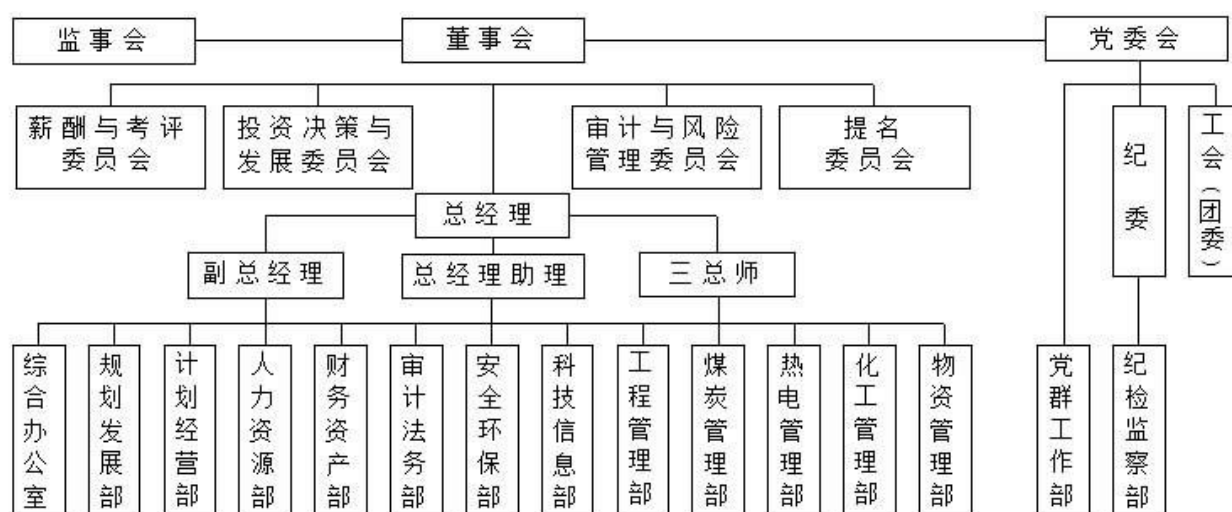 监事会
董事会
党委会
薪酬与考评
委员会
投资决策与
发展委员会
审计与风险
管理委员会
提名
委员会
纪委
工会（团委）
总经理
副总经理
总经理助理
三总师
综合办公室
规划发展部
计划经营部
人力资源部
财务资产部
审计法务部
安全环保部
科技信息部
工程管理部
煤炭管理部
热电管理部
化工管理部
物资管理部
党群工作部
纪检监察部